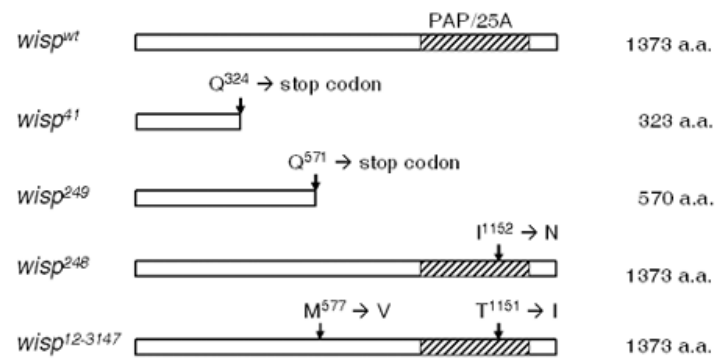 PAP/25A
wisp^wt 1373 a.a.
Q^324 → stop codon
wisp^41 323 a.a.
Q^571 → stop codon
wisp^249 570 a.a.
I^1152 → N
wisp^248 1373 a.a.
M^577 → V T^1151 → I
wisp^12-3147 1373 a.a.